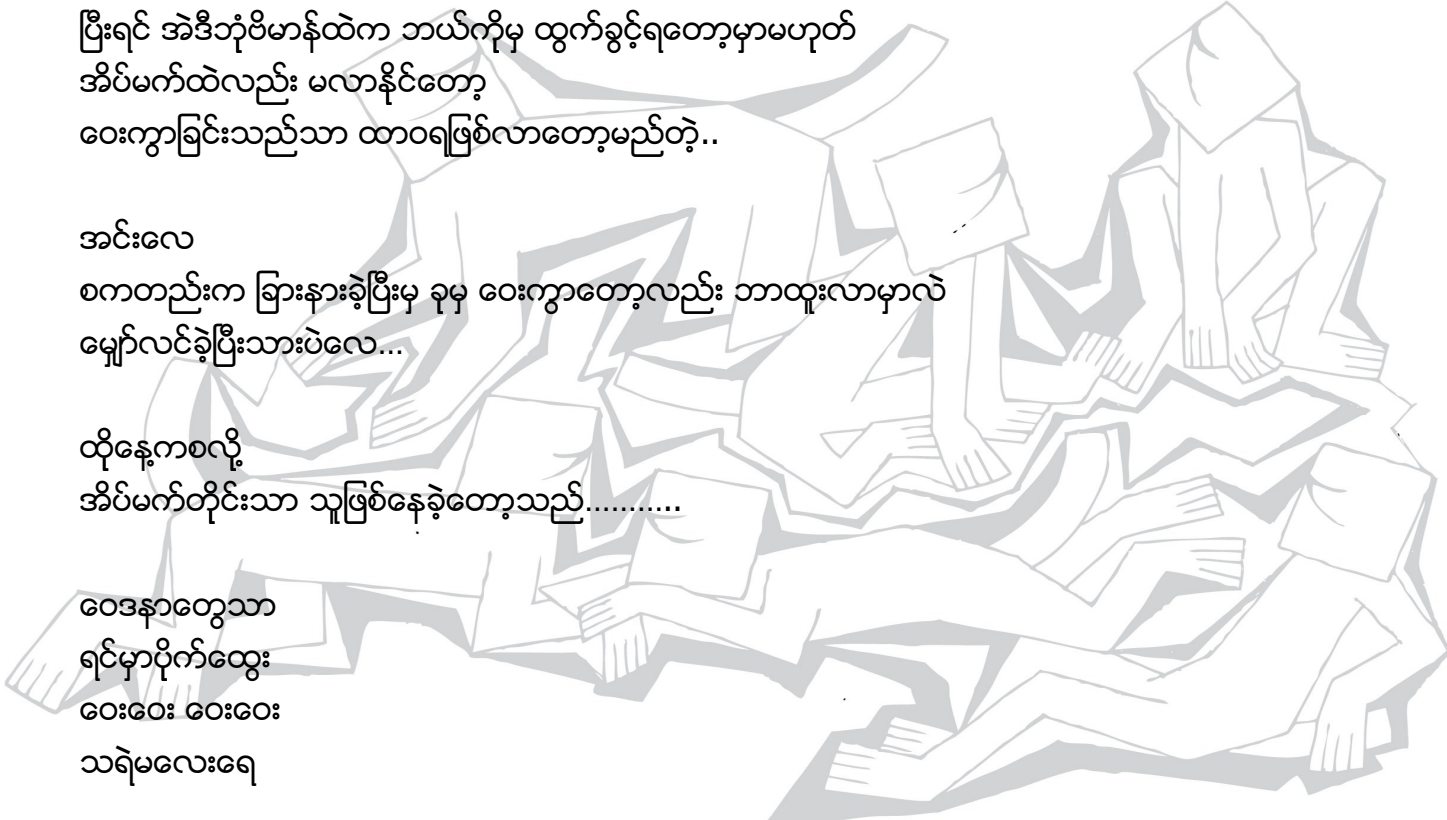 ပြီးရင် အဲဒီဘုံဗိမာန်ထဲက ဘယ်ကိုမှ ထွက်ခွင့်ရတော့မှာမဟုတ်
အိပ်မက်ထဲလည်း မလာနိုင်တော့
ဝေးကွာခြင်းသည်သာ ထာဝရဖြစ်လာတော့မည်တဲ့..
အင်းလေ
စကတည်းက ခြားနားခဲ့ပြီးမှ ခုမှ ဝေးကွာတော့လည်း ဘာထူးလာမှာလဲ
မျှော်လင်ခဲ့ပြီးသားပဲလေ...
ထိုနေ့ကစလို့
အိပ်မက်တိုင်းသာ သူဖြစ်နေခဲ့တော့သည်...........
ဝေဒနာတွေသာ
ရင်မှာပိုက်ထွေး
ဝေးဝေး ဝေးဝေး
သရဲမလေးရေ